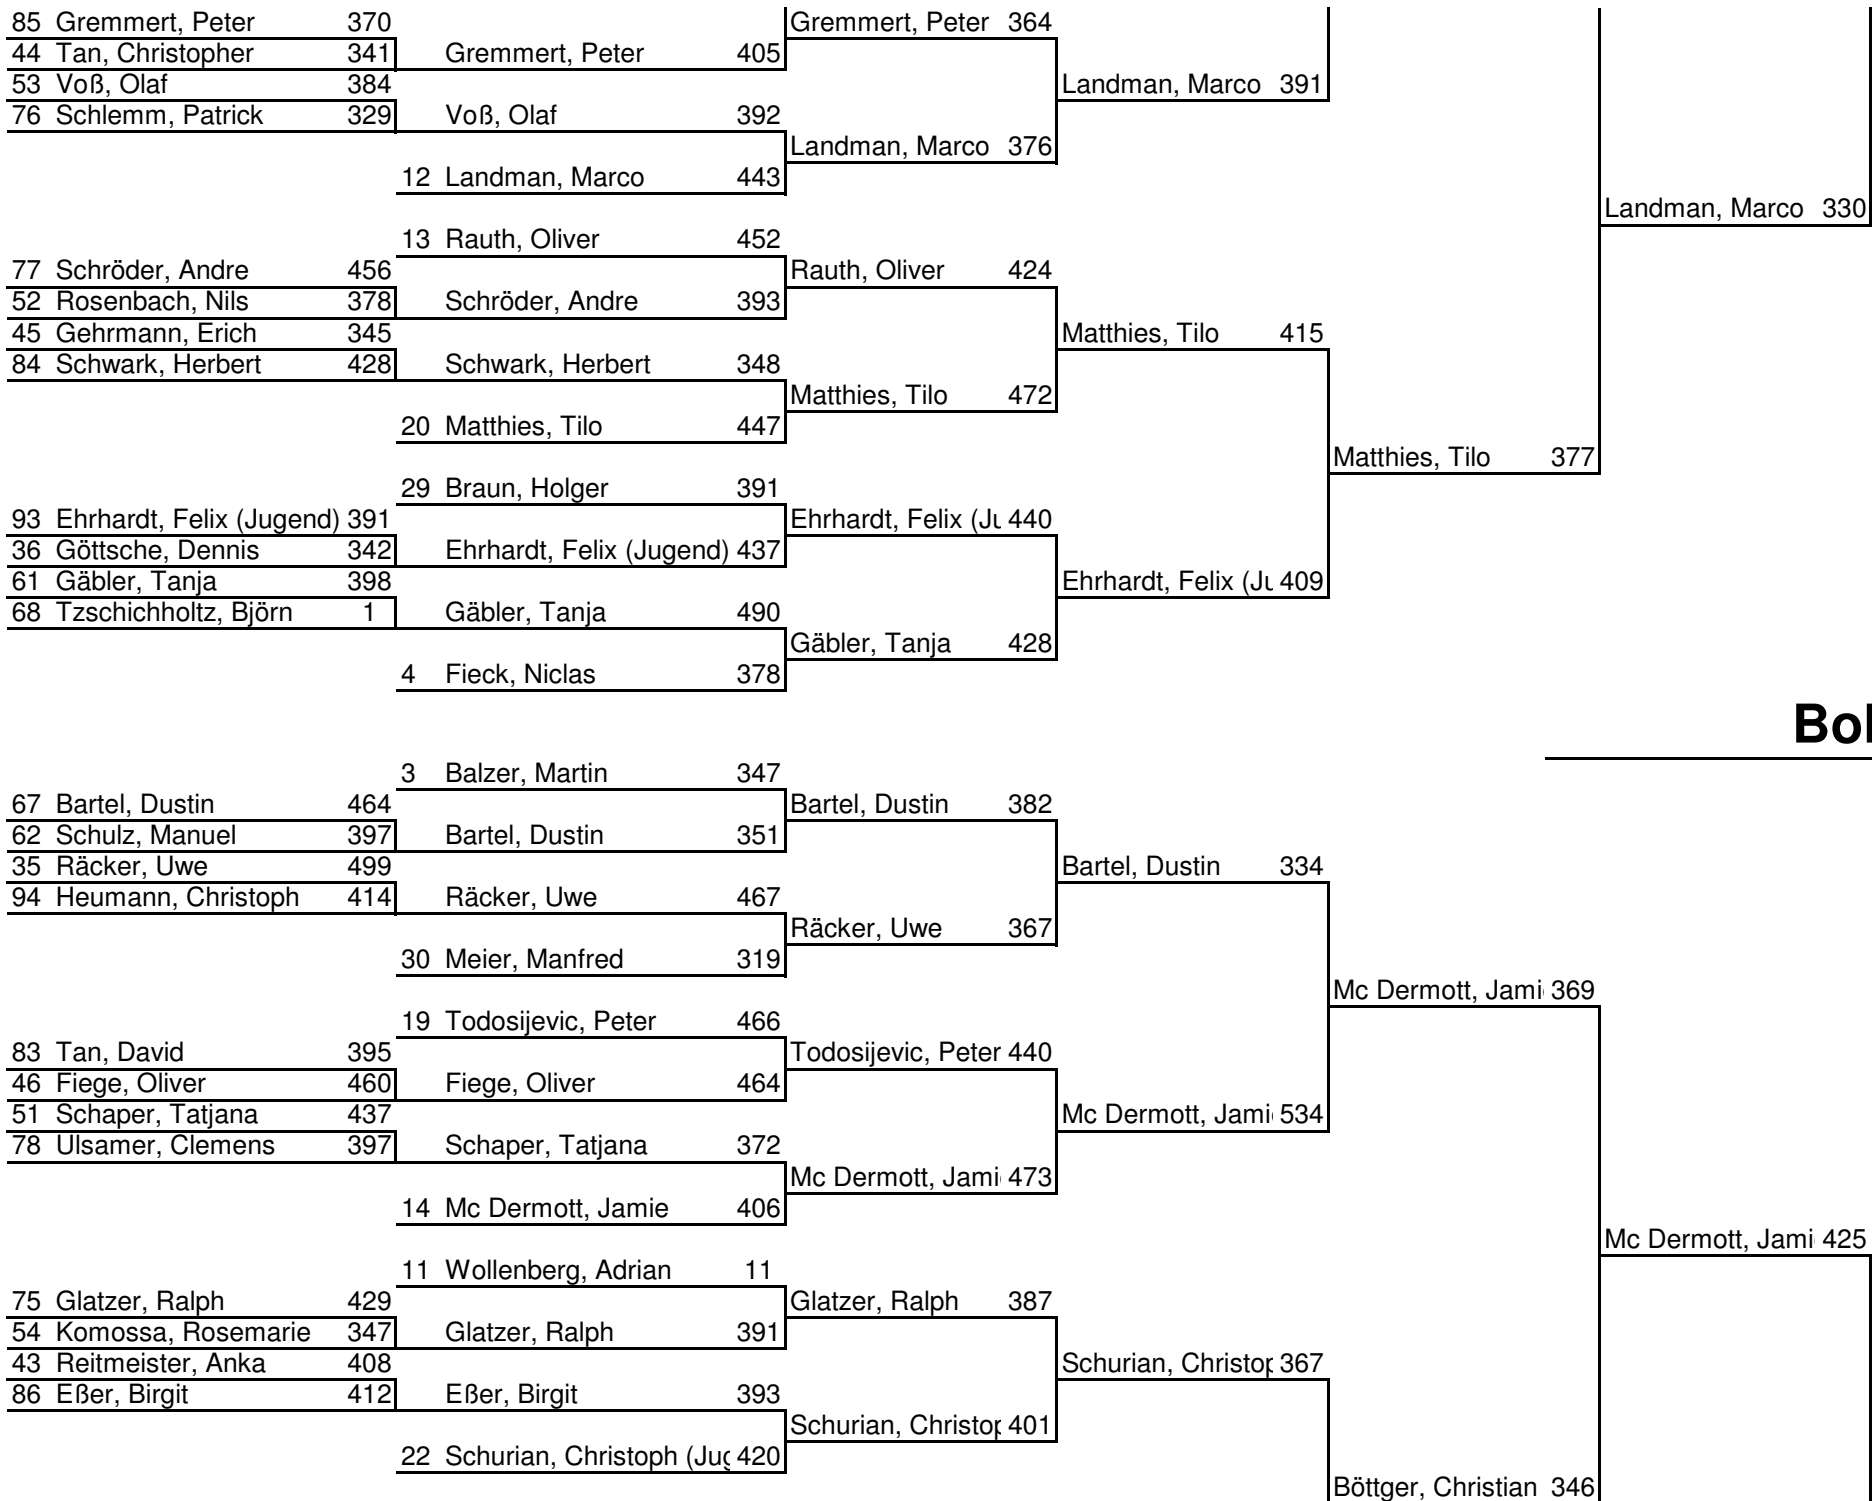 85 Gremmert, Peter 370 Gremmert, Peter 364
44 Tan, Christopher 341 Gremmert, Peter 405
53 Voß, Olaf 384 Landman, Marco 391
76 Schlemm, Patrick 329 Voß, Olaf 392
Landman, Marco 376
12 Landman, Marco 443
Landman, Marco 330
13 Rauth, Oliver 452
77 Schröder, Andre 456 Rauth, Oliver 424
52 Rosenbach, Nils 378 Schröder, Andre 393
45 Gehrmann, Erich 345 Matthies, Tilo 415
84 Schwark, Herbert 428 Schwark, Herbert 348
Matthies, Tilo 472
20 Matthies, Tilo 447
Matthies, Tilo 377
29 Braun, Holger 391
93 Ehrhardt, Felix (Jugend) 391 Ehrhardt, Felix (Ju 440
36 Göttsche, Dennis 342 Ehrhardt, Felix (Jugend) 437
61 Gäbler, Tanja 398 Ehrhardt, Felix (Ju 409
68 Tzschichholtz, Björn 1 Gäbler, Tanja 490
Gäbler, Tanja 428
4 Fieck, Niclas 378
3 Balzer, Martin 347
67 Bartel, Dustin 464 Bartel, Dustin 382
62 Schulz, Manuel 397 Bartel, Dustin 351
35 Räcker, Uwe 499 Bartel, Dustin 334
94 Heumann, Christoph 414 Räcker, Uwe 467
Räcker, Uwe 367
30 Meier, Manfred 319
Mc Dermott, Jami 369
19 Todosijevic, Peter 466
83 Tan, David 395 Todosijevic, Peter 440
46 Fiege, Oliver 460 Fiege, Oliver 464
51 Schaper, Tatjana 437 Mc Dermott, Jami 534
78 Ulsamer, Clemens 397 Schaper, Tatjana 372
Mc Dermott, Jami 473
14 Mc Dermott, Jamie 406
Mc Dermott, Jami 425
11 Wollenberg, Adrian 11
75 Glatzer, Ralph 429 Glatzer, Ralph 387
54 Komossa, Rosemarie 347 Glatzer, Ralph 391
43 Reitmeister, Anka 408 Schurian, Christop 367
86 Eßer, Birgit 412 Eßer, Birgit 393
Schurian, Christop 401
22 Schurian, Christoph (Jug 420
Böttger, Christian 346